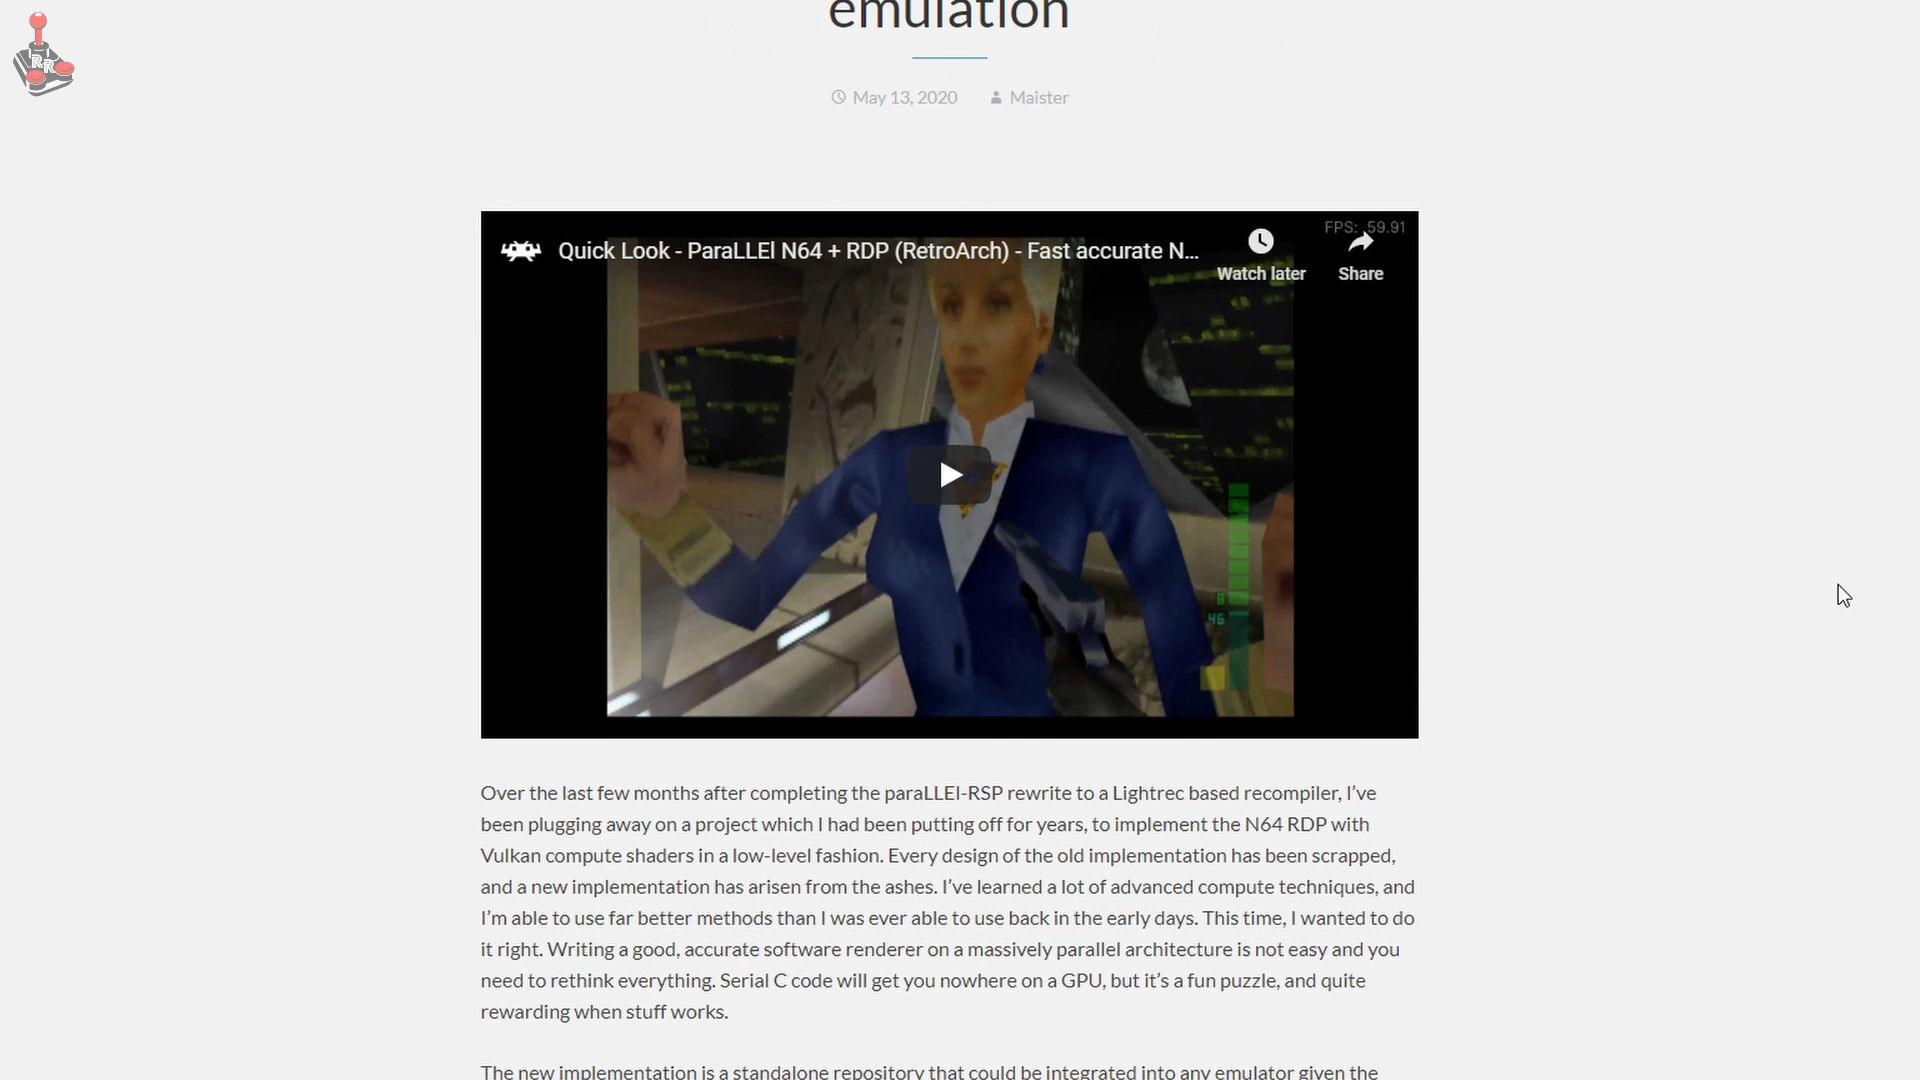 emulation
May 13, 2020 Maister
FPS: 59.91
Quick Look - ParaLLEl N64 + RDP (RetroArch) - Fast accurate N...
Watch later
Share
8
46
RR
Over the last few months after completing the paraLLEl-RSP rewrite to a Lightrec based recompiler, I’ve
been plugging away on a project which I had been putting off for years, to implement the N64 RDP with
Vulkan compute shaders in a low-level fashion. Every design of the old implementation has been scrapped,
and a new implementation has arisen from the ashes. I’ve learned a lot of advanced compute techniques, and
I’m able to use far better methods than I was ever able to use back in the early days. This time, I wanted to do
it right. Writing a good, accurate software renderer on a massively parallel architecture is not easy and you
need to rethink everything. Serial C code will get you nowhere on a GPU, but it’s a fun puzzle, and quite
rewarding when stuff works.
The new implementation is a standalone repository that could be integrated into any emulator given the